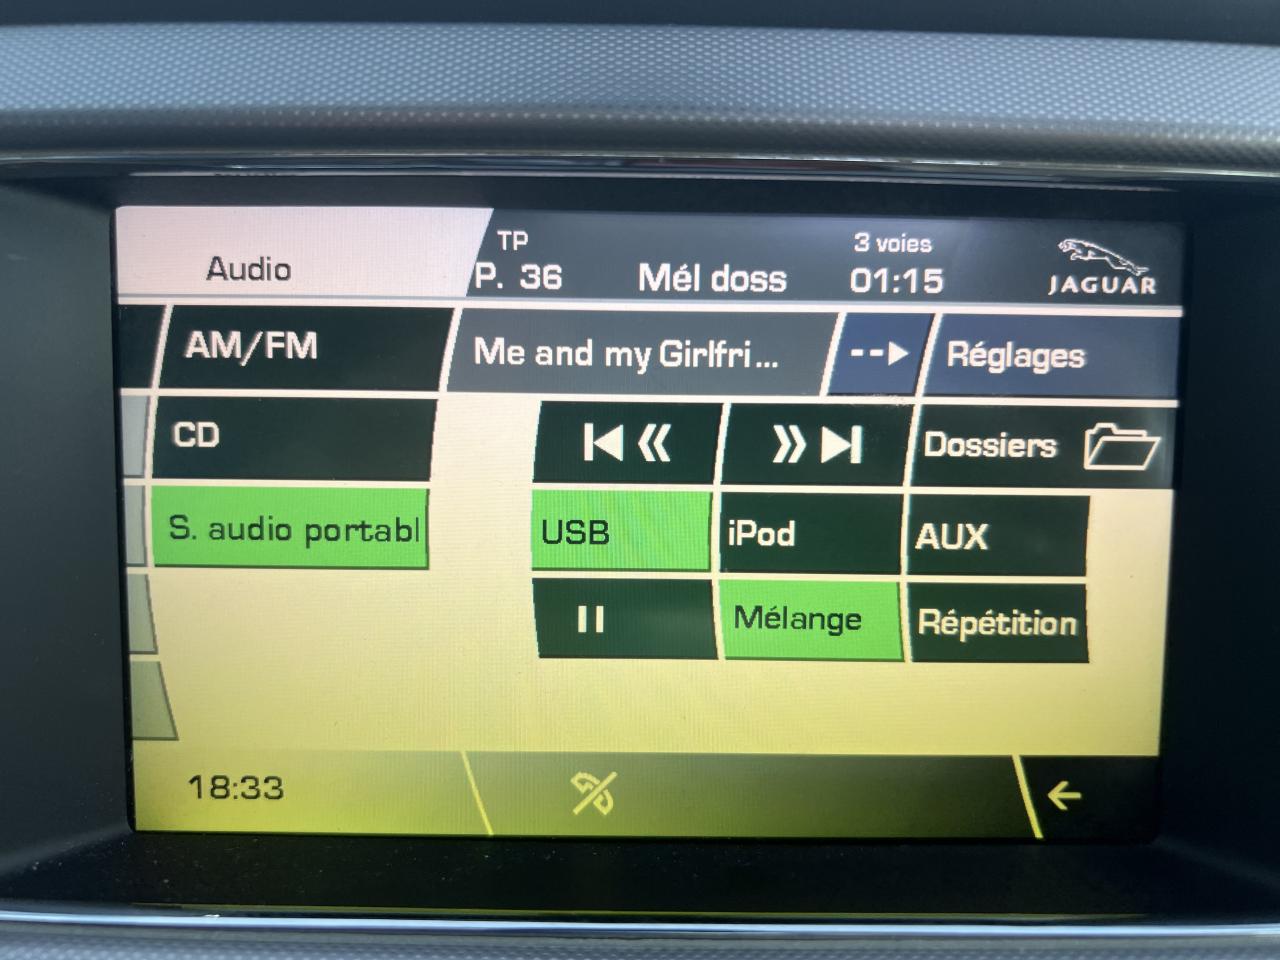 TP
3 voies
Audio
P. 36
Mél doss
01:15
JAGUAR
AM/FM
Me and my Girlfri...
Réglages
CD
Dossiers
S. audio portabl
USB
iPod
AUX
Mélange
Répétition
18:33